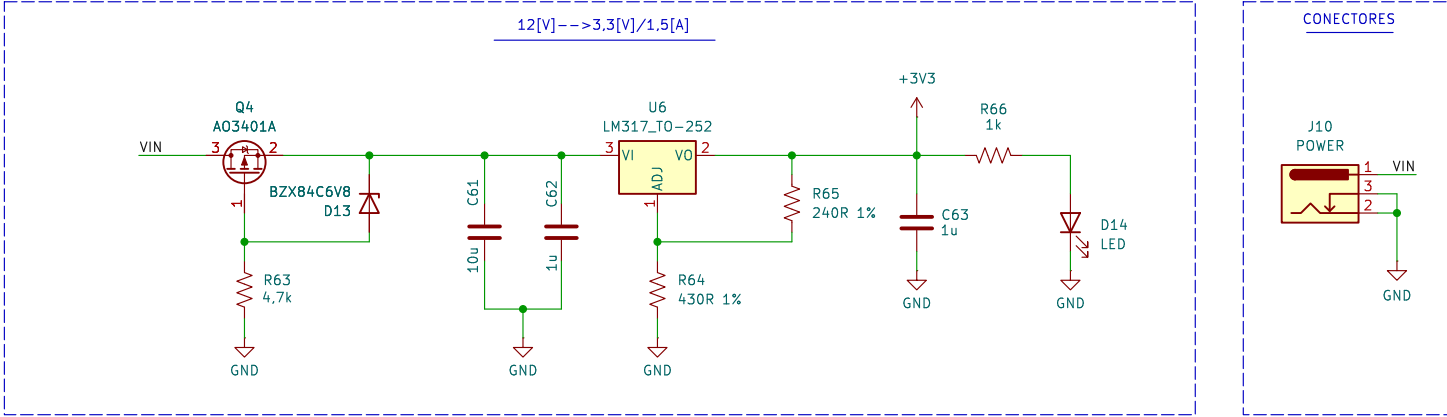 12[V]-->3,3[V]/1,5[A]
CONECTORES
Q4
AO3401A
VIN
3
2
1
BZX84C6V8
D13
R63
4,7k
GND
C61
10u
C62
1u
GND
U6
LM317_TO-252
3
VI
VO
2
ADJ
1
R64
430R 1%
GND
R65
240R 1%
+3V3
C63
1u
GND
R66
1k
D14
LED
GND
J10
POWER
1
VIN
3
2
GND